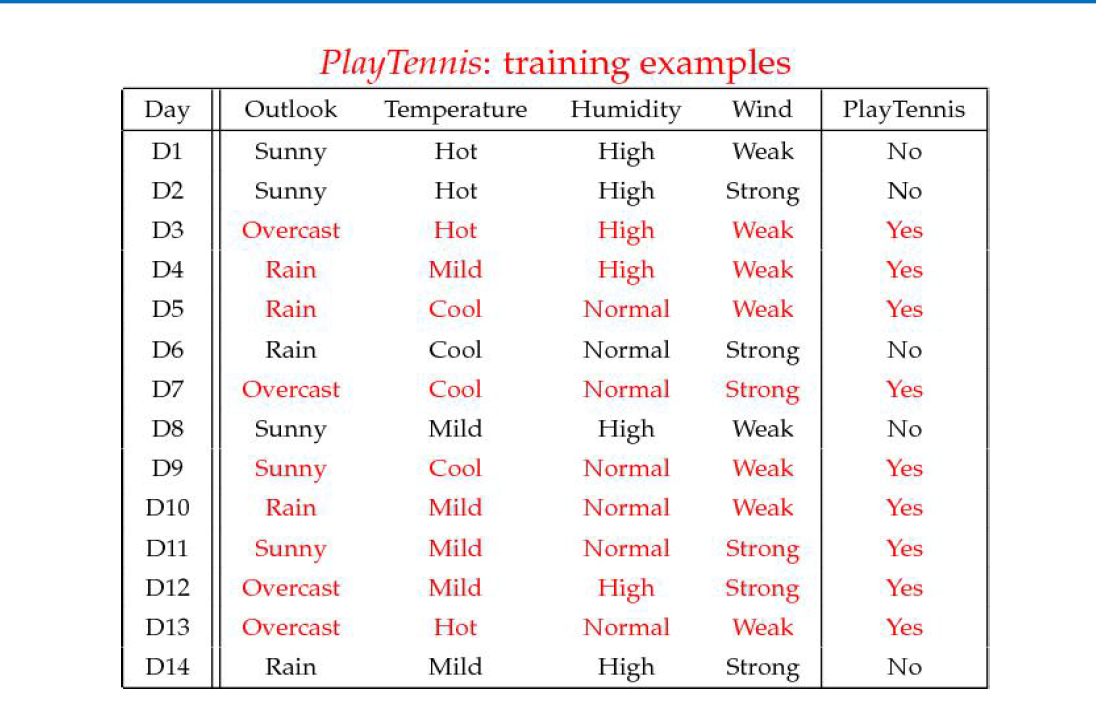 PlayTennis: training examples
Day Outlook Temperature Humidity Wind PlayTennis
D1 Sunny Hot High Weak No
D2 Sunny Hot High Strong No
D3 Overcast Hot High Weak Yes
D4 Rain Mild High Weak Yes
D5 Rain Cool Normal Weak Yes
D6 Rain Cool Normal Strong No
D7 Overcast Cool Normal Strong Yes
D8 Sunny Mild High Weak No
D9 Sunny Cool Normal Weak Yes
D10 Rain Mild Normal Weak Yes
D11 Sunny Mild Normal Strong Yes
D12 Overcast Mild High Strong Yes
D13 Overcast Hot Normal Weak Yes
D14 Rain Mild High Strong No